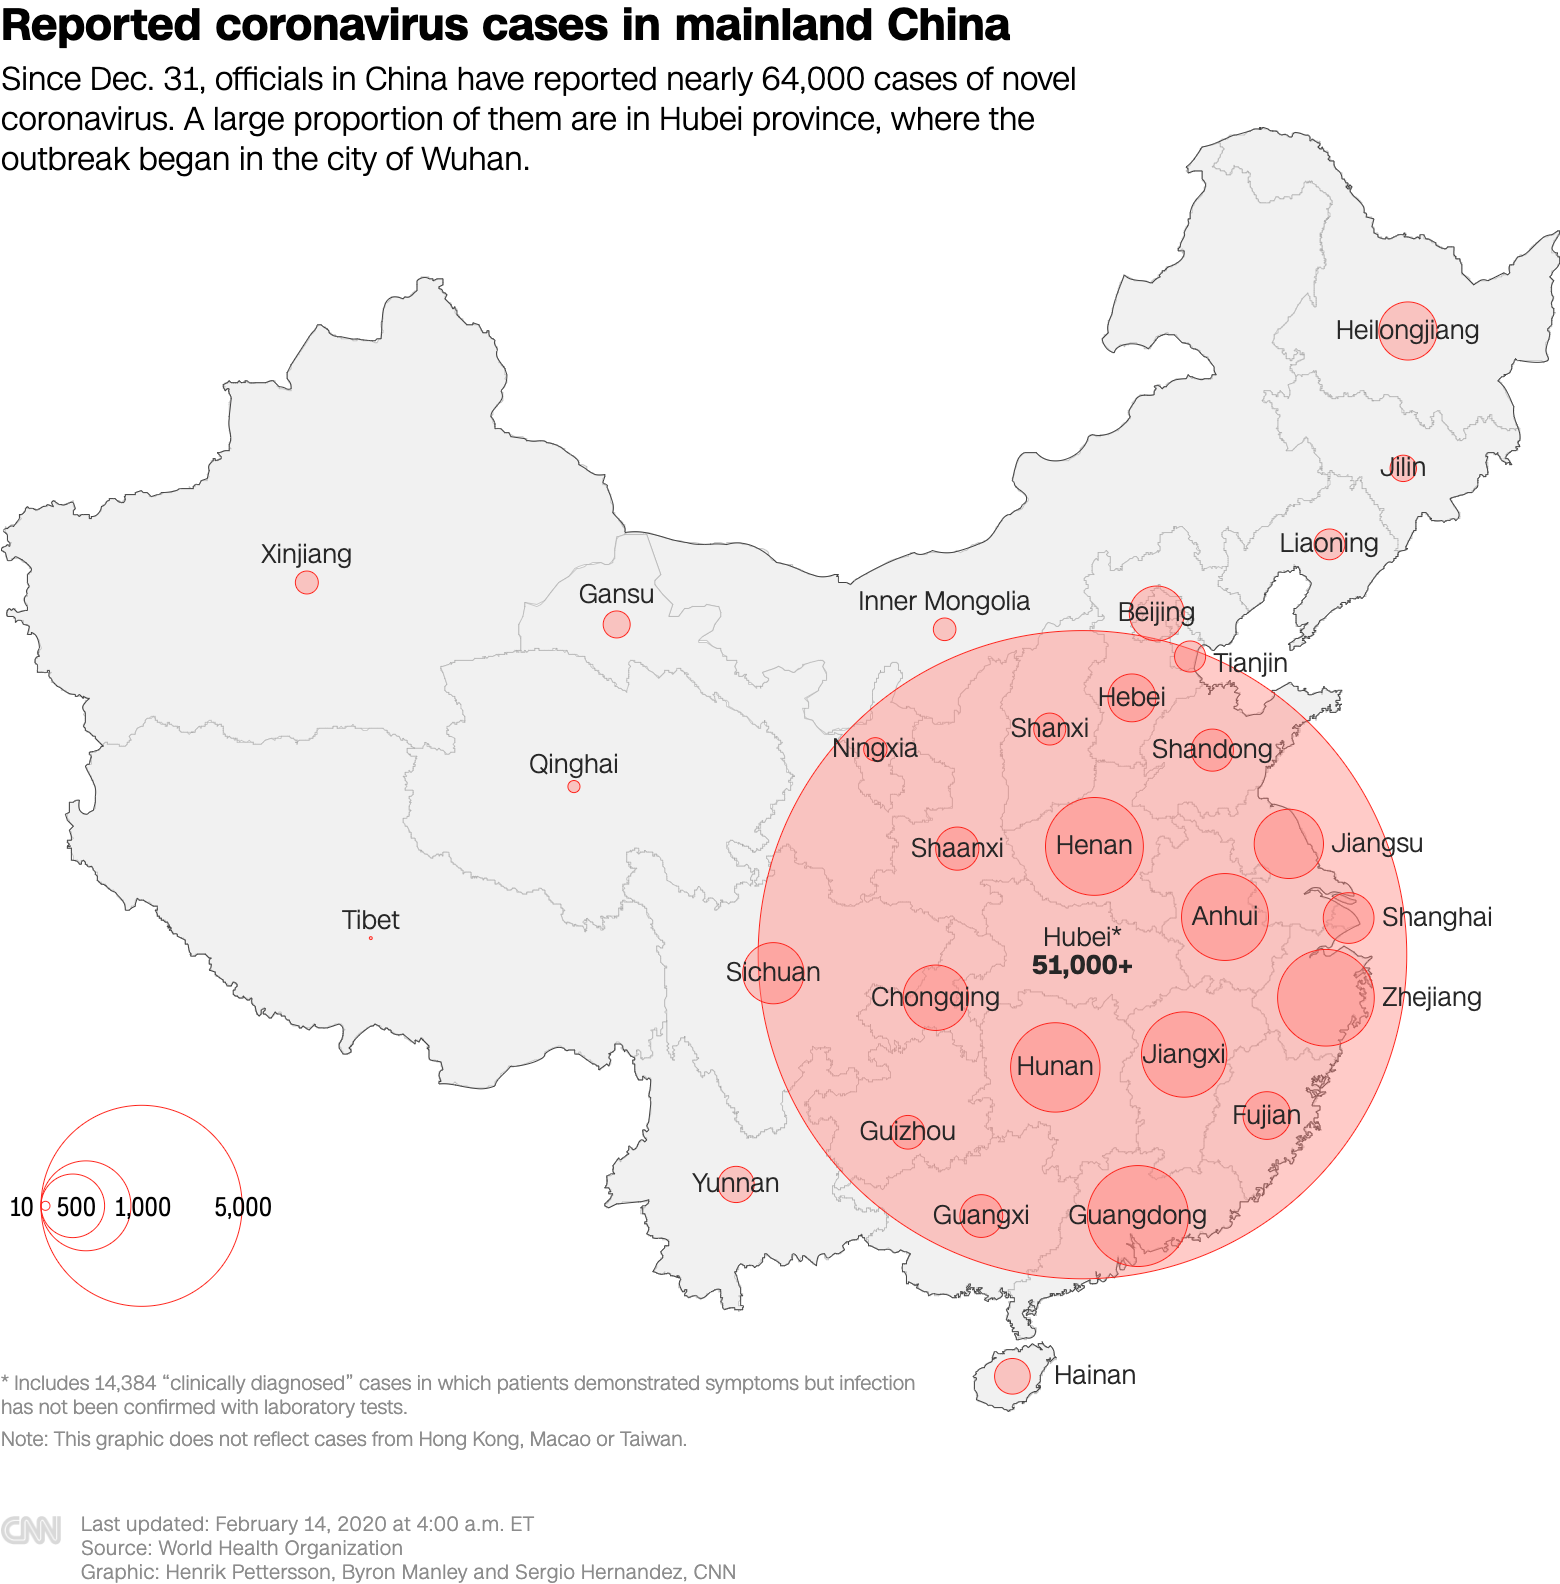 Reported coronavirus cases in mainland China
Since Dec. 31, officials in China have reported nearly 64,000 cases of novel
coronavirus. A large proportion of them are in Hubei province, where the
outbreak began in the city of Wuhan.
Heilongjiang
Jilin
Liaoning
Xinjiang
Gansu
Inner Mongolia
Beijing
Tianjin
Hebei
Shanxi
Ningxia
Shandong
Qinghai
Shaanxi
Henan
Jiangsu
Tibet
Anhui
Shanghai
Hubei*
51,000+
Sichuan
Chongqing
Zhejiang
Hunan
Jiangxi
Fujian
Guizhou
Yunnan
Guangxi
Guangdong
10 500 1,000 5,000
Hainan
* Includes 14,384 “clinically diagnosed” cases in which patients demonstrated symptoms but infection
has not been confirmed with laboratory tests.
Note: This graphic does not reflect cases from Hong Kong, Macao or Taiwan.
CNN
Last updated: February 14, 2020 at 4:00 a.m. ET
Source: World Health Organization
Graphic: Henrik Pettersson, Byron Manley and Sergio Hernandez, CNN